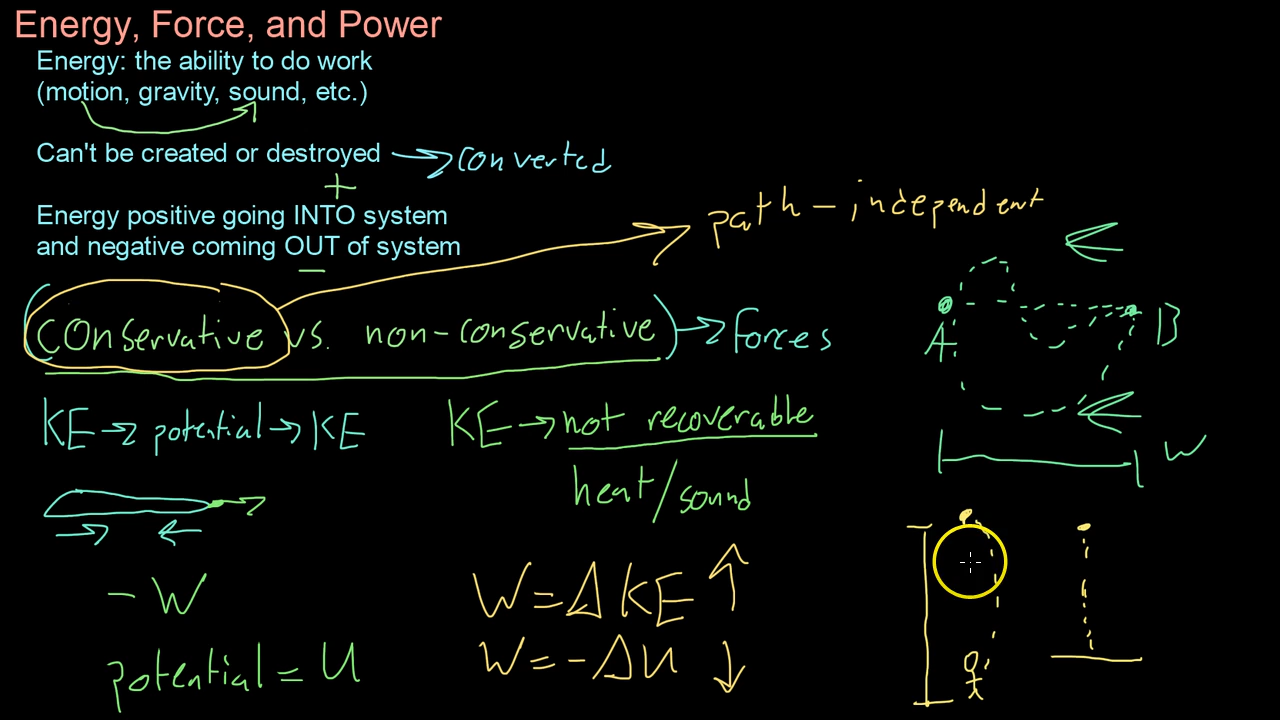 Energy, Force, and Power
Energy: the ability to do work
(motion, gravity, sound, etc.)
Can't be created or destroyed → converted
+
Energy positive going INTO system
and negative coming OUT of system
−
path - independent
(conservative vs. non-conservative) → Forces
A
B
KE → potential → KE
KE → not recoverable
heat/sound
W
- W
W = Δ KE ↑
potential = U
W = - Δ U ↓